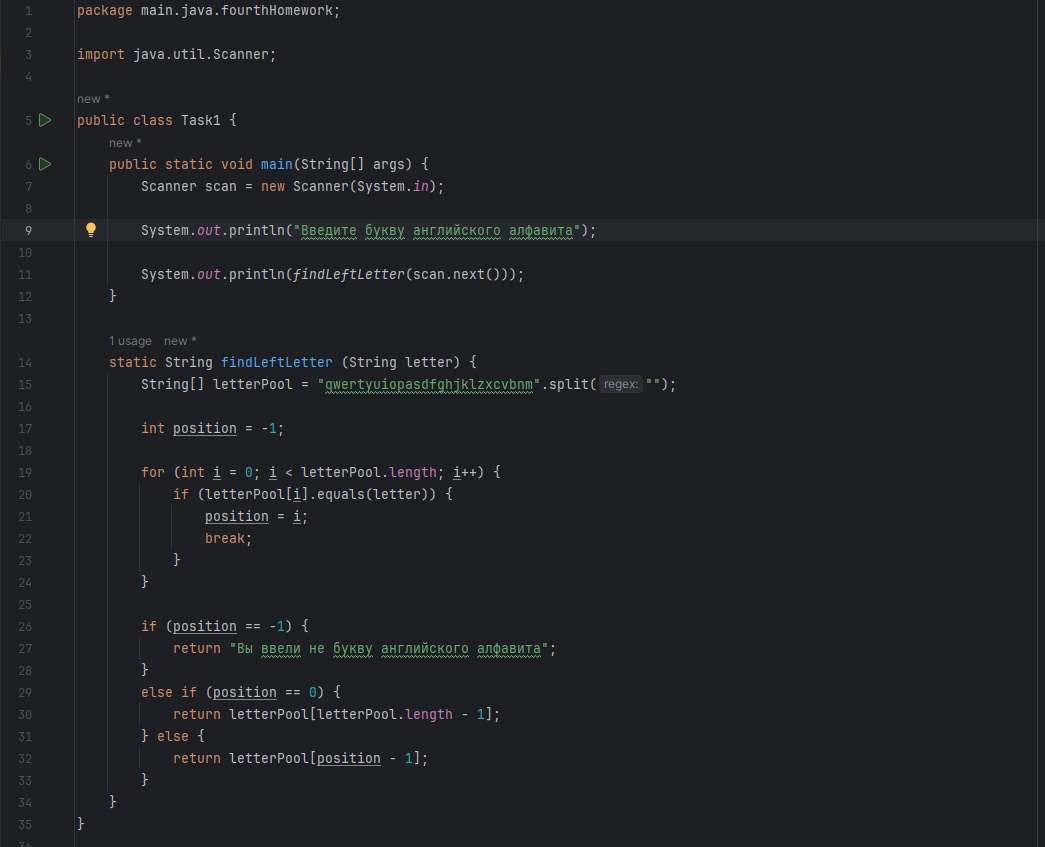 1 package main.java.fourthHomework;
2
3 import java.util.Scanner;
4
new *
5 public class Task1 {
new *
6 public static void main(String[] args) {
7 Scanner scan = new Scanner(System.in);
8
9 System.out.println("Введите букву английского алфавита");
10
11 System.out.println(findLeftLetter(scan.next()));
12 }
13
1 usage new *
14 static String findLeftLetter (String letter) {
15 String[] letterPool = "qwertyuiopasdfghjklzxcvbnm".split( regex: "");
16
17 int position = -1;
18
19 for (int i = 0; i < letterPool.length; i++) {
20 if (letterPool[i].equals(letter)) {
21 position = i;
22 break;
23 }
24 }
25
26 if (position == -1) {
27 return "Вы ввели не букву английского алфавита";
28 }
29 else if (position == 0) {
30 return letterPool[letterPool.length - 1];
31 } else {
32 return letterPool[position - 1];
33 }
34 }
35 }
36